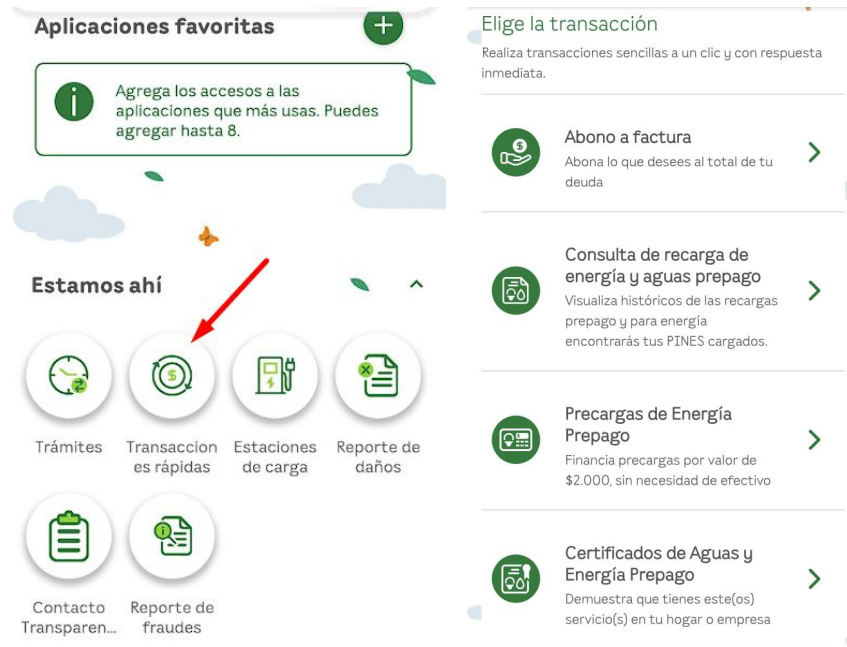 Aplicaciones favoritas
Agrega los accesos a las
aplicaciones que más usas. Puedes
agregar hasta 8.
Estamos ahí
Trámites
Transaccion
es rápidas
Estaciones
de carga
Reporte de
daños
Contacto
Transparen...
Reporte de
fraudes
Elige la transacción
Realiza transacciones sencillas a un clic y con respuesta
inmediata.
Abono a factura
Abona lo que desees al total de tu
deuda
Consulta de recarga de
energía y aguas prepago
Visualiza históricos de las recargas
prepago y para energía
encontrarás tus PINES cargados.
Precargas de Energía
Prepago
Financia precargas por valor de
$2.000, sin necesidad de efectivo
Certificados de Aguas y
Energía Prepago
Demuestra que tienes este(os)
servicio(s) en tu hogar o empresa